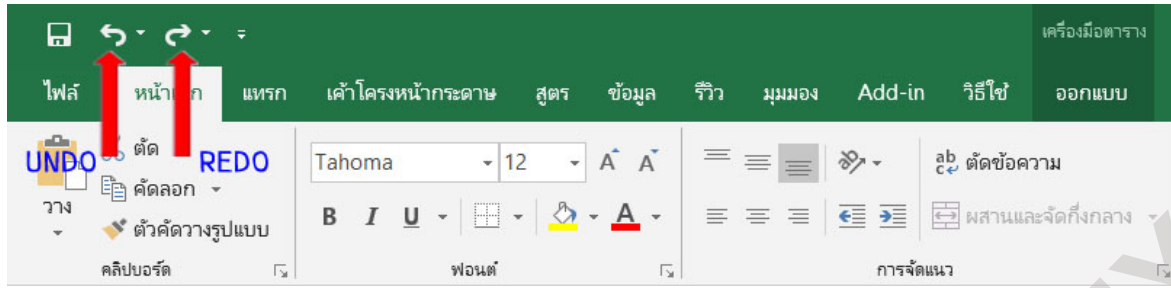 เครื่องมือตาราง
ไฟล์ แทรก เค้าโครงหน้ากระดาษ สูตร ข้อมูล รีวิว มุมมอง Add-in วิธีใช้ ออกแบบ
UNDO ตัด REDO Tahoma 12 A A ab ตัดข้อความ
คัดลอก
วาง B I U A ผสานและจัดกึ่งกลาง
ตัวคัดวางรูปแบบ
คลิปบอร์ด ฟอนต์ การจัดแนว